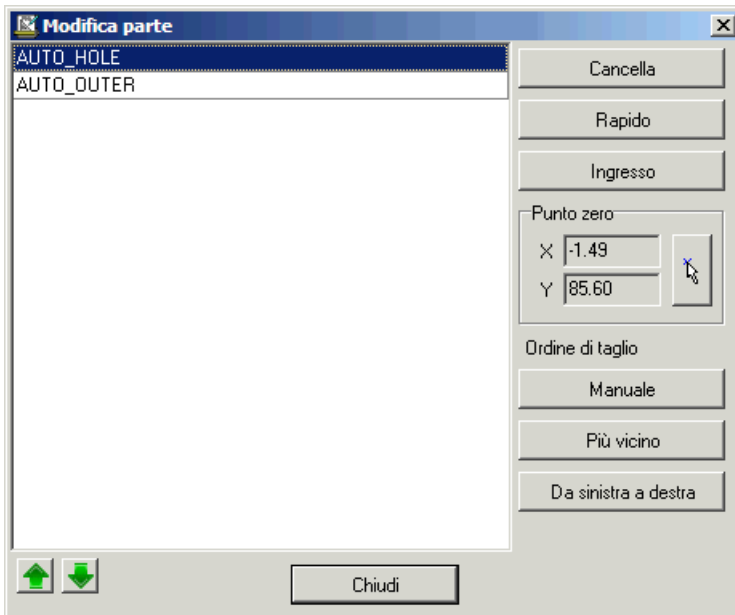 Modifica parte
AUTO_HOLE
AUTO_OUTER
Cancella
Rapido
Ingresso
Punto zero
X -1.49
Y 85.60
Ordine di taglio
Manuale
Più vicino
Da sinistra a destra
Chiudi